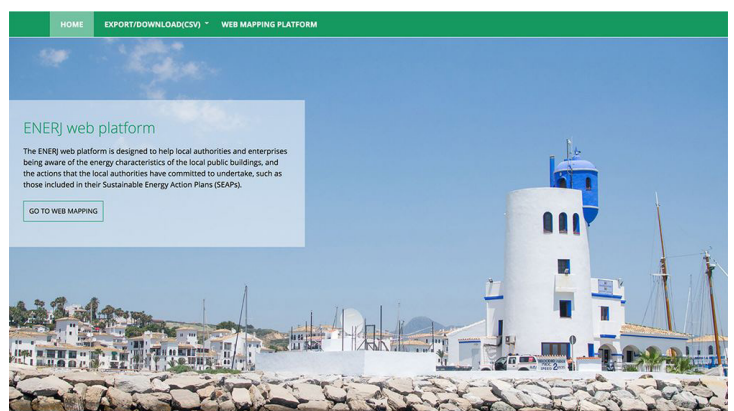 HOME
EXPORT/DOWNLOAD(CSV)
WEB MAPPING PLATFORM
ENERJ web platform
The ENERJ web platform is designed to help local authorities and enterprises
being aware of the energy characteristics of the local public buildings, and
the actions that the local authorities have committed to undertake, such as
those included in their Sustainable Energy Action Plans (SEAPs).
GO TO WEB MAPPING